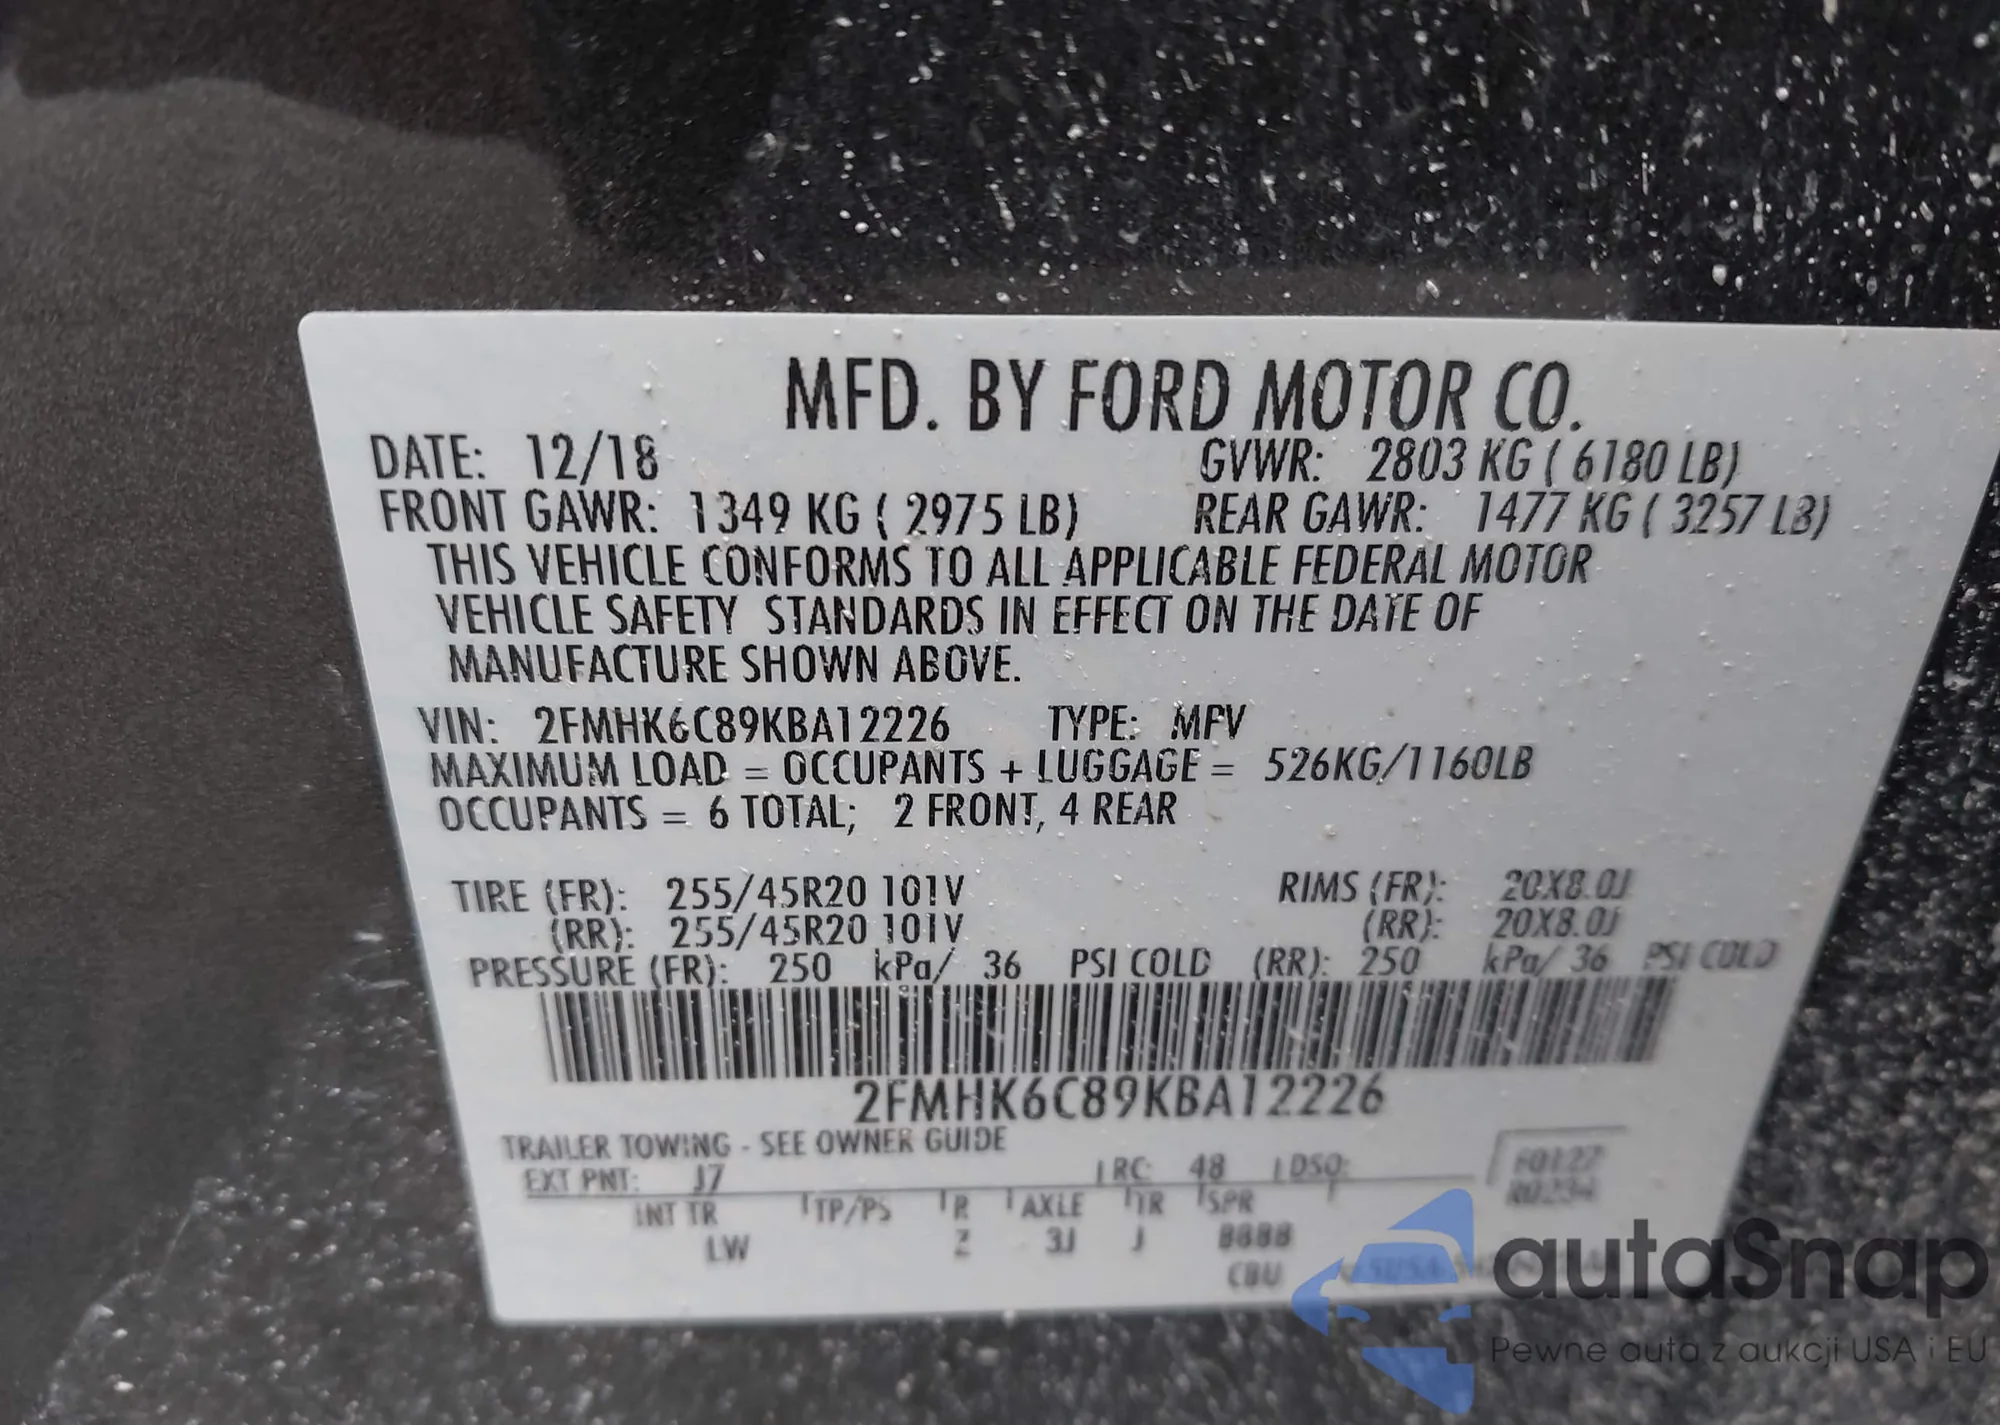 MFD. BY FORD MOTOR CO.
DATE: 12/18 GVWR: 2803 KG ( 6180 LB)
FRONT GAWR: 1349 KG ( 2975 LB) REAR GAWR: 1477 KG ( 3257 LB)
THIS VEHICLE CONFORMS TO ALL APPLICABLE FEDERAL MOTOR
VEHICLE SAFETY STANDARDS IN EFFECT ON THE DATE OF
MANUFACTURE SHOWN ABOVE.
VIN: 2FMHK6C89KBA12226 TYPE: MPV
MAXIMUM LOAD = OCCUPANTS + LUGGAGE = 526KG/1160LB
OCCUPANTS = 6 TOTAL; 2 FRONT, 4 REAR
TIRE (FR): 255/45R20 101V RIMS (FR): 20X8.0J
(RR): 255/45R20 101V (RR): 20X8.0J
PRESSURE (FR): 250 kPa/ 36 PSI COLD (RR): 250 kPa/ 36 PSI COLD
2FMHK6C89KBA12226
TRAILER TOWING - SEE OWNER GUIDE
EXT PNT: J7 RC: 48 DSO:
INT TR TP/PS R AXLE TR SPR
LW 2 3J J 8888
CBU
autaSnap
Pewne auta z aukcji USA i EU